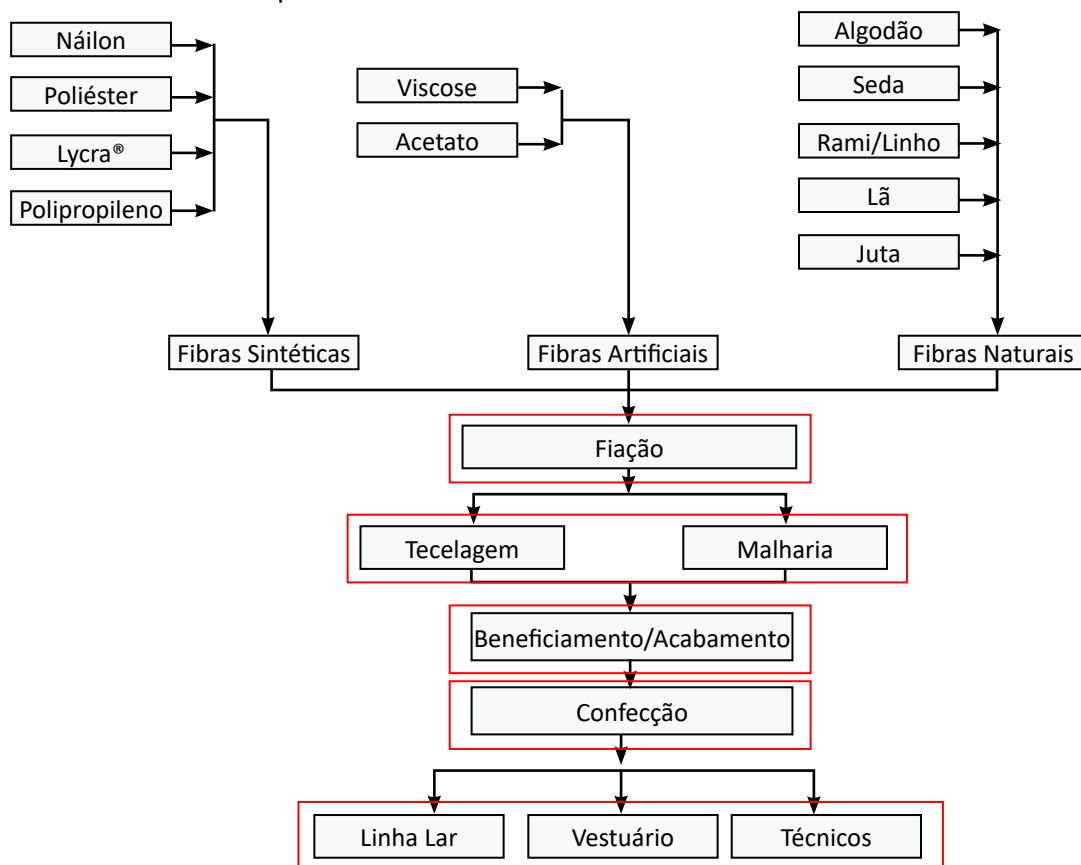 Náilon
Poliéster
Lycra®
Polipropileno
Viscose
Acetato
Algodão
Seda
Rami/Linho
Lã
Juta
Fibras Sintéticas
Fibras Artificiais
Fibras Naturais
Fiação
Tecelagem
Malharia
Beneficiamento/Acabamento
Confecção
Linha Lar
Vestuário
Técnicos